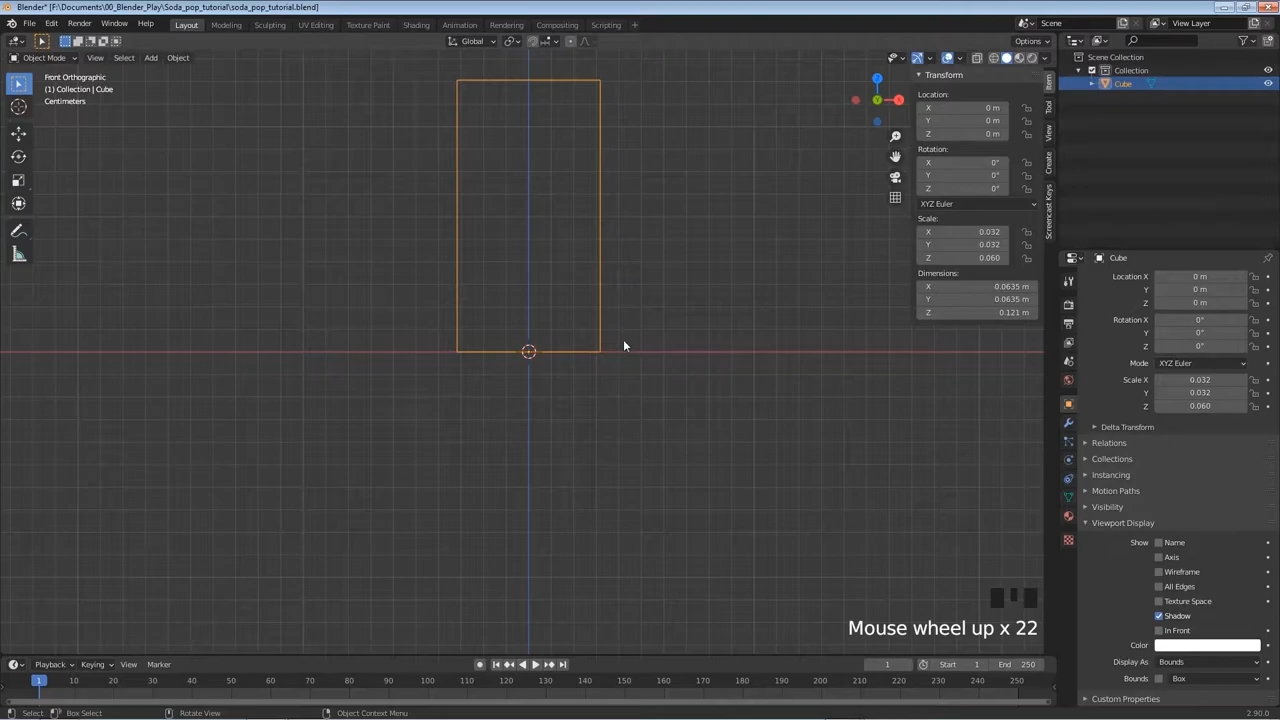 Blender* [F:\Documents\00_Blender_Play\Soda_pop_tutorial\soda_pop_tutorial.blend]
File Edit Render Window Help Layout Modeling Sculpting UV Editing Texture Paint Shading Animation Rendering Compositing Scripting Scene View Layer
Global Options
Object Mode View Select Add Object
Front Orthographic
(1) Collection | Cube
Centimeters
Z
X
Y
Transform
Location:
X 0 m
Y 0 m
Z 0 m
Rotation:
X 0°
Y 0°
Z 0°
XYZ Euler
Scale:
X 0.032
Y 0.032
Z 0.060
Dimensions:
X 0.0635 m
Y 0.0635 m
Z 0.121 m
Item
Tool
View
Create
Screencast Keys
Scene Collection
Collection
Cube
Cube
Location X 0 m
Y 0 m
Z 0 m
Rotation X 0°
Y 0°
Z 0°
Mode XYZ Euler
Scale X 0.032
Y 0.032
Z 0.060
Delta Transform
Relations
Collections
Instancing
Motion Paths
Visibility
Viewport Display
Show Name
Axis
Wireframe
All Edges
Texture Space
Shadow
In Front
Color
Display As Bounds
Bounds Box
Custom Properties
Mouse wheel up x 22
Playback Keying View Marker 1 Start 1 End 250
1 10 20 30 40 50 60 70 80 90 100 110 120 130 140 150 160 170 180 190 200 210 220 230 240 250
Select Box Select Rotate View Object Context Menu 2.90.0